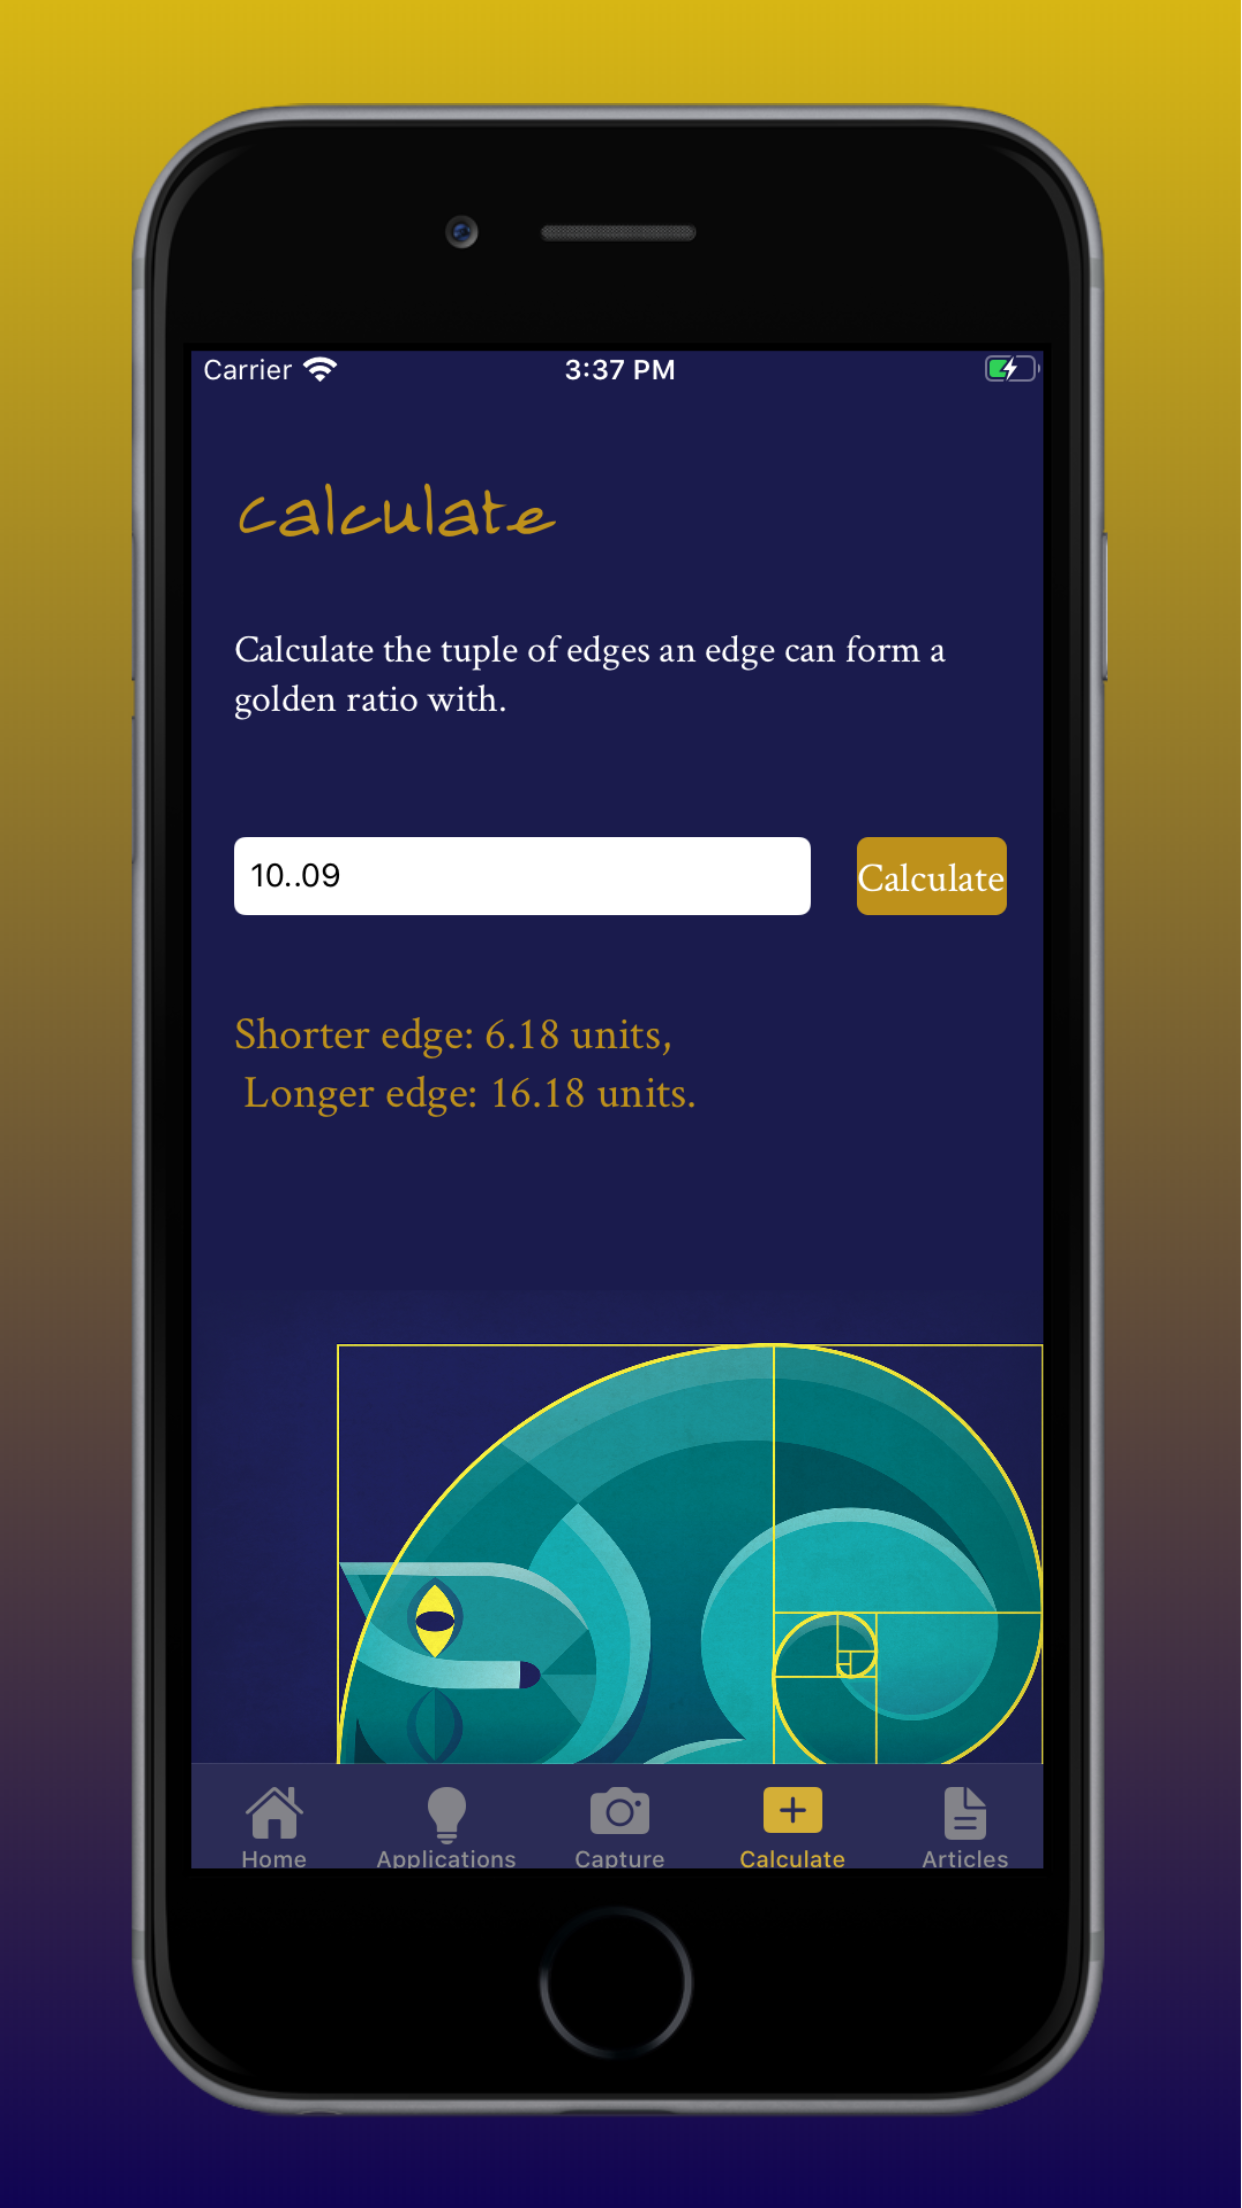 Carrier
3:37 PM
Calculate
Calculate the tuple of edges an edge can form a
golden ratio with.
10..09
Calculate
Shorter edge: 6.18 units,
Longer edge: 16.18 units.
Home
Applications
Capture
Calculate
Articles